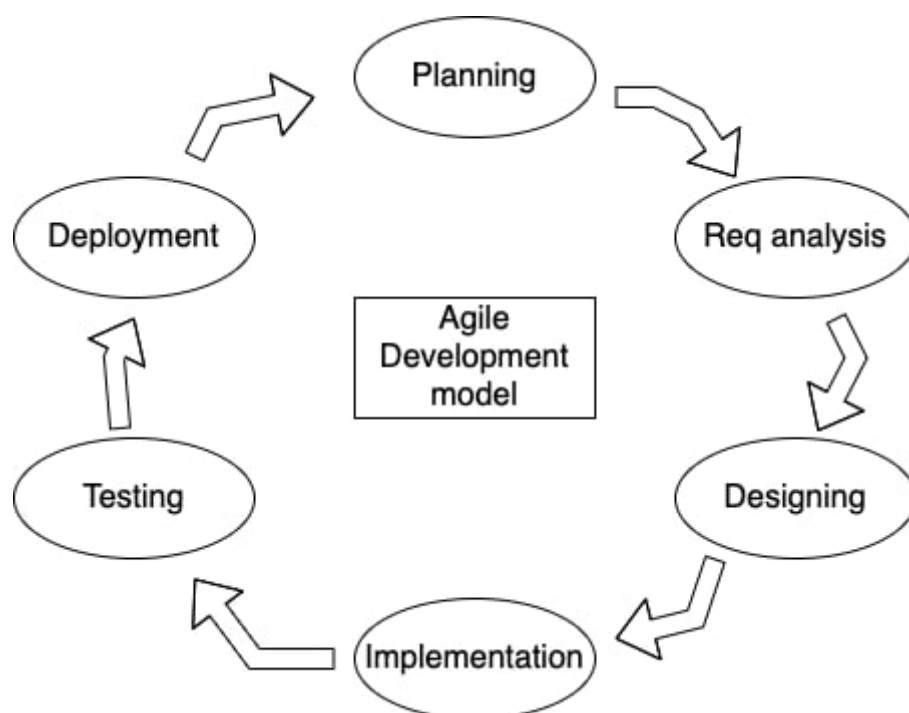 Planning
Req analysis
Designing
Implementation
Testing
Deployment
Agile
Development
model